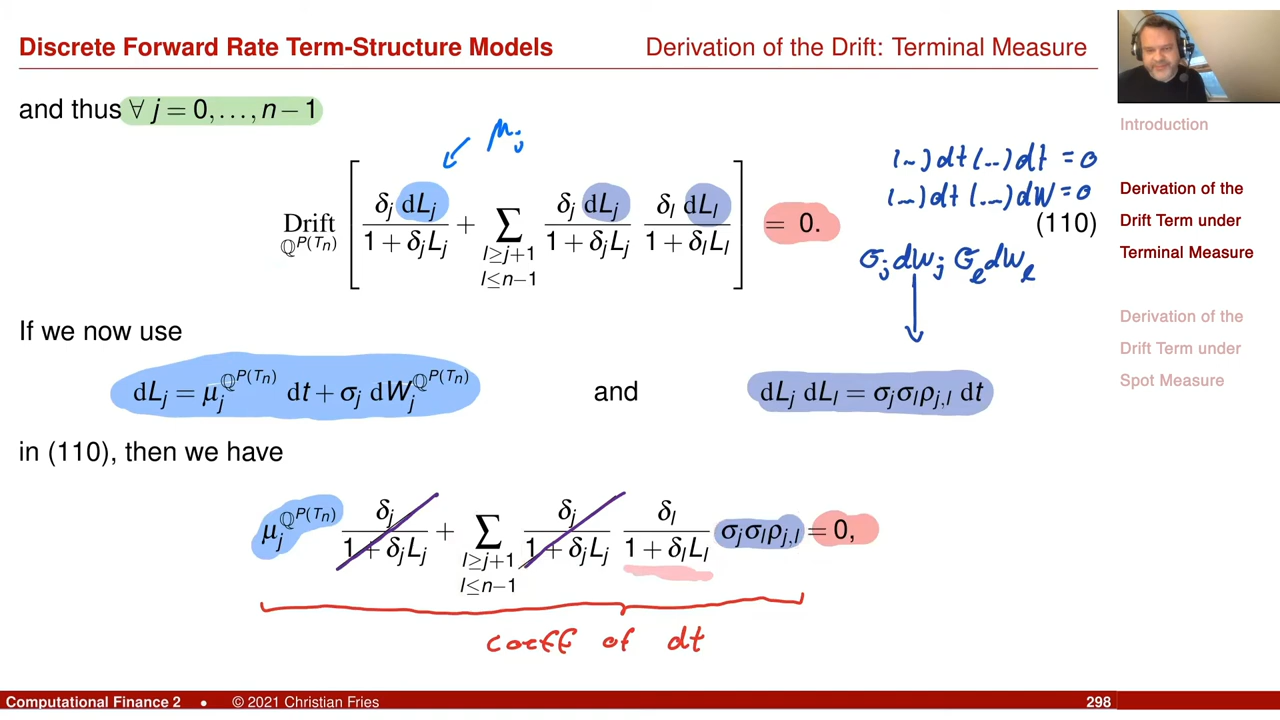 Discrete Forward Rate Term-Structure Models
Derivation of the Drift: Terminal Measure
and thus ∀ j = 0, . . . , n − 1
μ_j
Drift_{ℚ^{P(T_n)}} [ δ_j dL_j / (1 + δ_j L_j) + ∑_{l≥j+1, l≤n−1} δ_j dL_j / (1 + δ_j L_j) δ_l dL_l / (1 + δ_l L_l) ] = 0. (110)
(...)dt (...)dt = 0
(...)dt (...)dW = 0
σ_j dW_j σ_l dW_l
If we now use
dL_j = μ_j^{ℚ^{P(T_n)}} dt + σ_j dW_j^{ℚ^{P(T_n)}} and dL_j dL_l = σ_j σ_l ρ_{j,l} dt
in (110), then we have
μ_j^{ℚ^{P(T_n)}} δ_j / (1 + δ_j L_j) + ∑_{l≥j+1, l≤n−1} δ_j / (1 + δ_j L_j) δ_l / (1 + δ_l L_l) σ_j σ_l ρ_{j,l} = 0,
coeff of dt
Introduction
Derivation of the
Drift Term under
Terminal Measure
Derivation of the
Drift Term under
Spot Measure
Computational Finance 2 • © 2021 Christian Fries 298